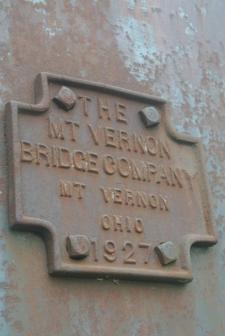 THE
MT VERNON
BRIDGE COMPANY
MT VERNON
OHIO
1927